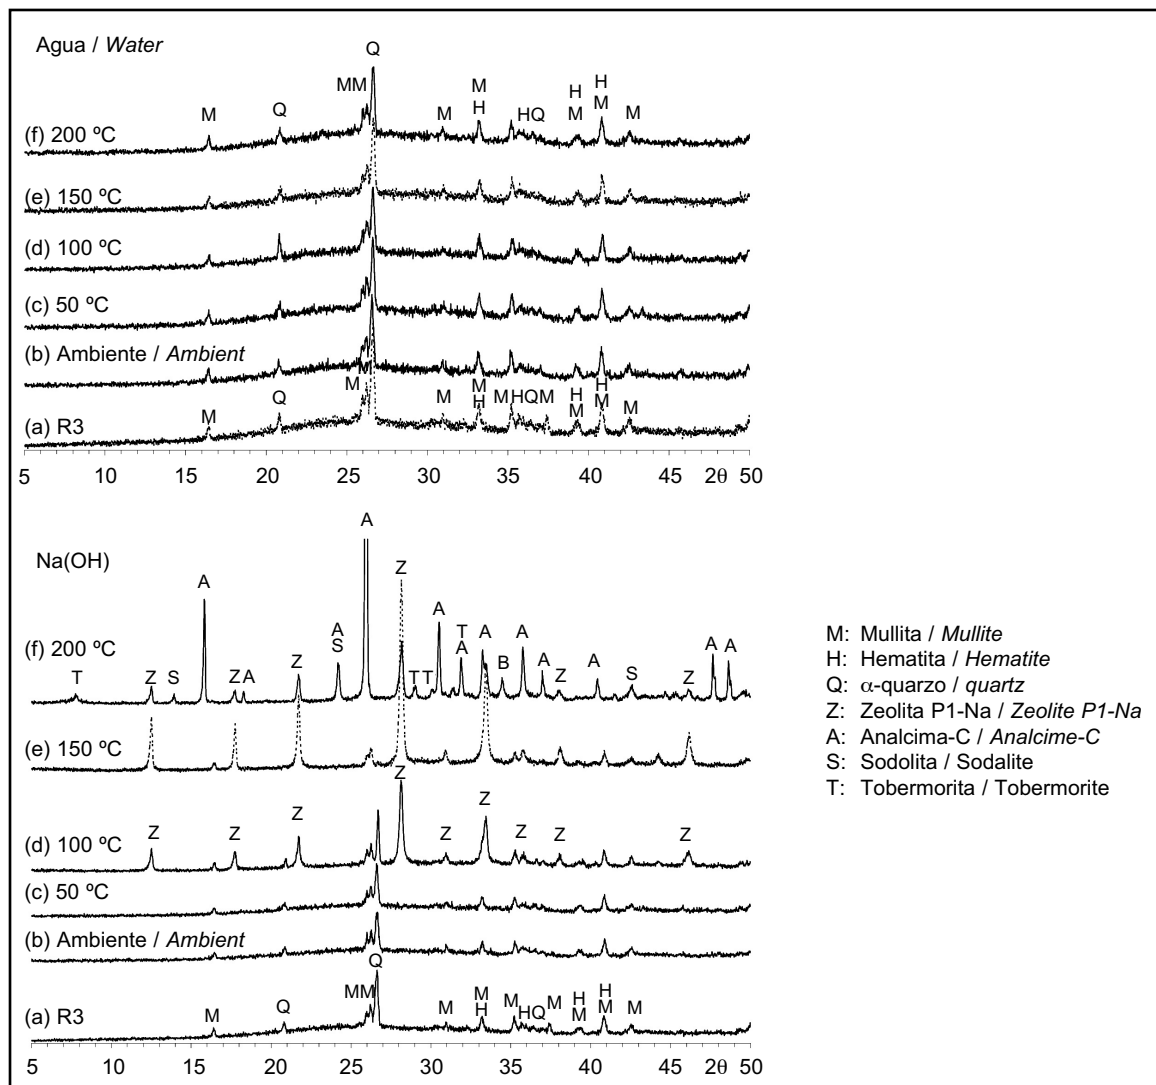 Agua / Water
Q
MM
M
H
H
M
Q
M
H
HQ
M
M
M
(f) 200 ºC
(e) 150 ºC
(d) 100 ºC
(c) 50 ºC
(b) Ambiente / Ambient
M
M
M
Q
M
M
H
M
HQ
M
H
M
H
M
M
(a) R3
5 10 15 20 25 30 35 40 45 2θ 50
A
Na(OH)
Z
A
A
A
T
A
A
A
A
S
A
B
A
Z
A
S
Z
(f) 200 ºC
T
Z
S
Z
A
Z
T
T
(e) 150 ºC
Z
Z
Z
Z
Z
Z
Z
Z
Z
(d) 100 ºC
(c) 50 ºC
(b) Ambiente / Ambient
Q
MM
M
Q
M
M
H
M
HQ
M
H
M
H
M
M
(a) R3
5 10 15 20 25 30 35 40 45 2θ 50
M: Mullita / Mullite
H: Hematita / Hematite
Q: α-quarzo / quartz
Z: Zeolita P1-Na / Zeolite P1-Na
A: Analcima-C / Analcime-C
S: Sodolita / Sodalite
T: Tobermorita / Tobermorite